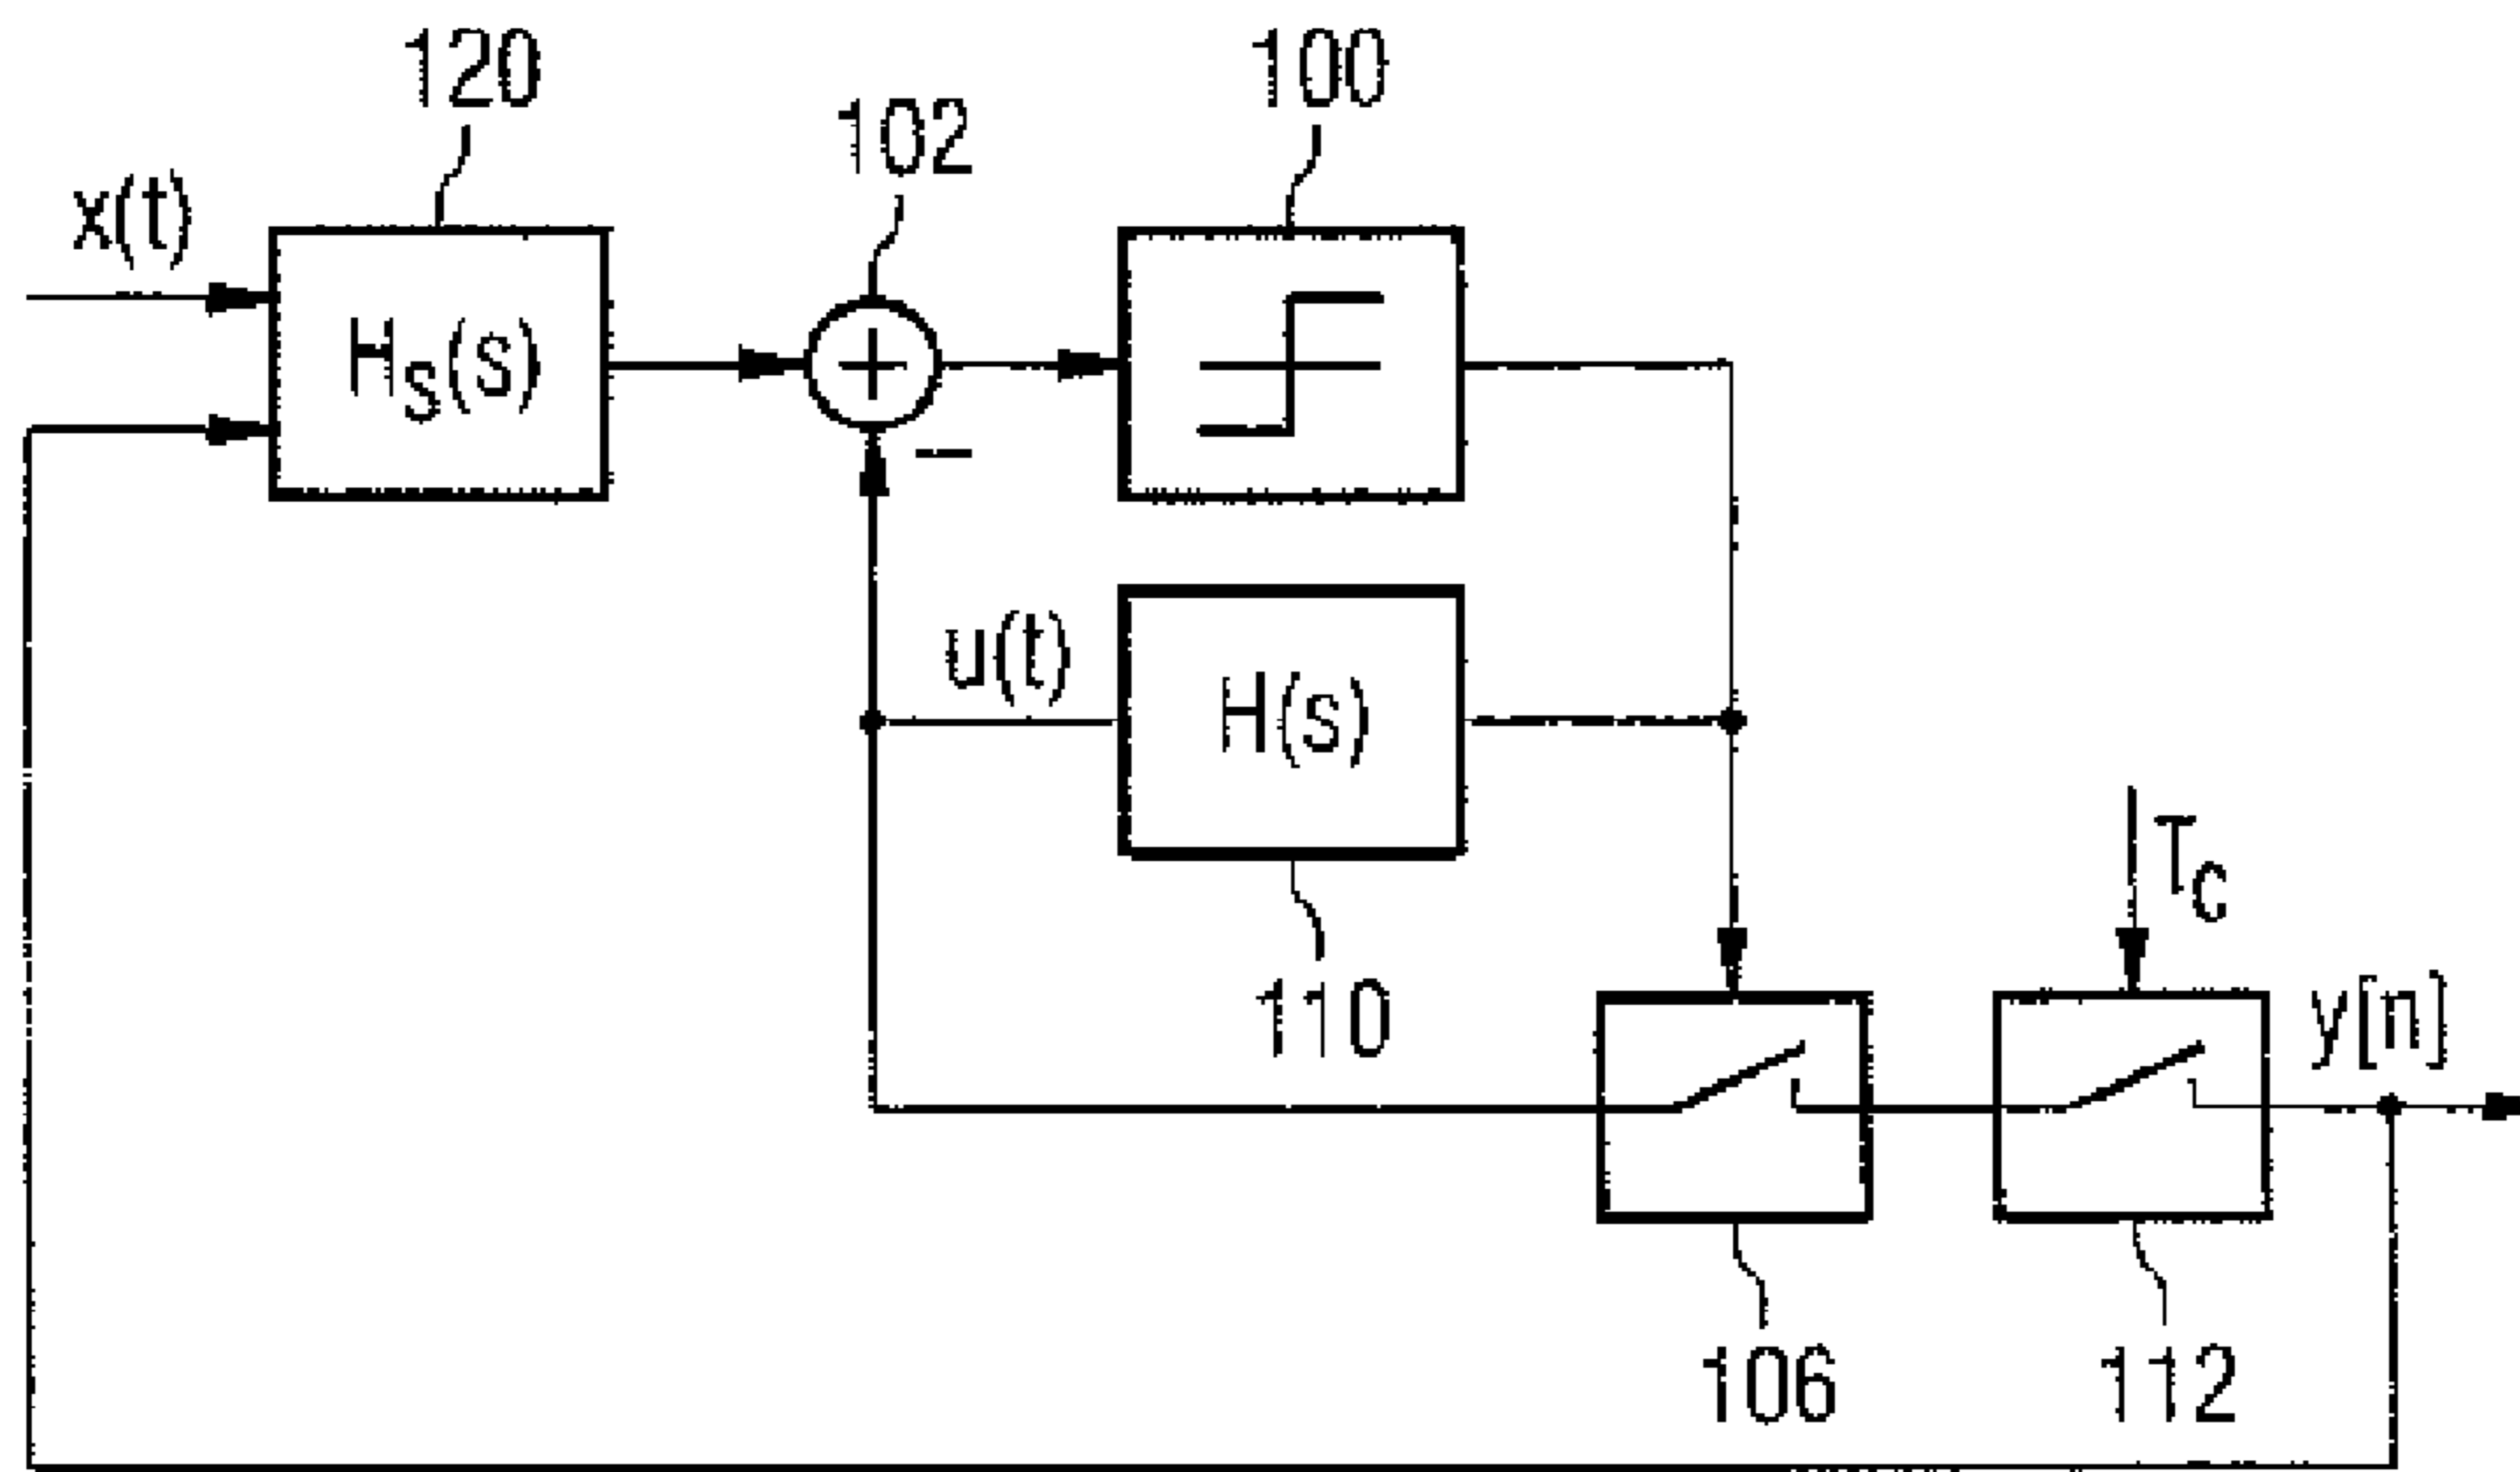 120
100
102
x(t)
H_S(s)
+
−
u(t)
H(s)
T_C
110
y[n]
106
112